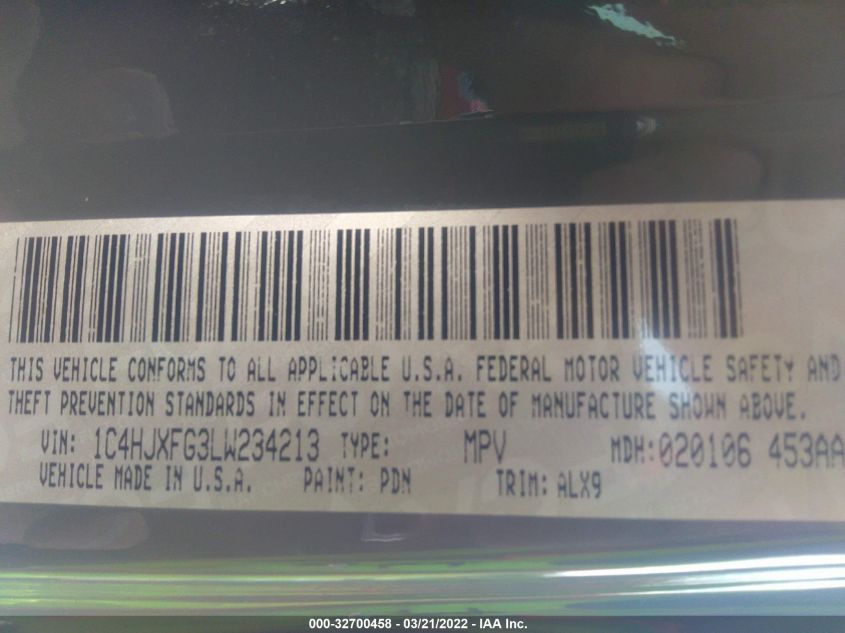 THIS VEHICLE CONFORMS TO ALL APPLICABLE U.S.A. FEDERAL MOTOR VEHICLE SAFETY AND
THEFT PREVENTION STANDARDS IN EFFECT ON THE DATE OF MANUFACTURE SHOWN ABOVE.
VIN: 1C4HJXFG3LW234213 TYPE: MPV MDH:020106 453AA
VEHICLE MADE IN U.S.A. PAINT: PDN TRIM: ALX9
000-32700458 - 03/21/2022 - IAA Inc.